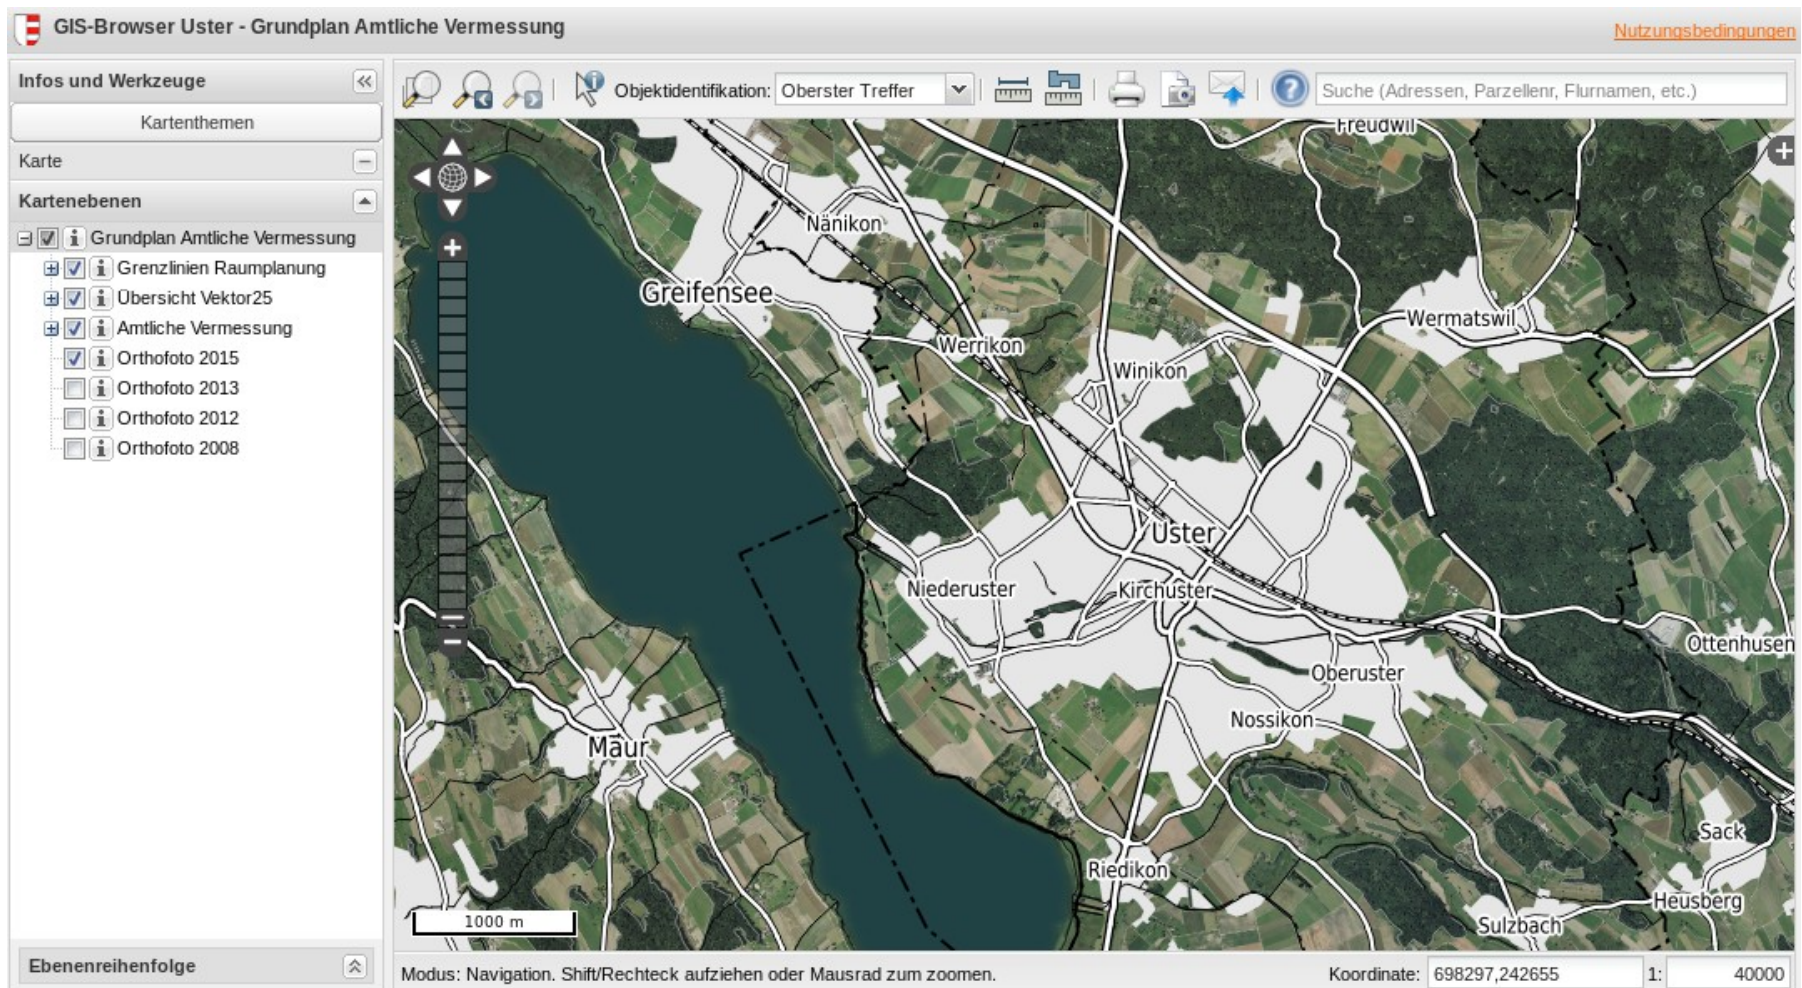 GIS-Browser Uster - Grundplan Amtliche Vermessung
Nutzungsbedingungen
Infos und Werkzeuge
Kartenthemen
Karte
Kartenebenen
Grundplan Amtliche Vermessung
Grenzlinien Raumplanung
Übersicht Vektor25
Amtliche Vermessung
Orthofoto 2015
Orthofoto 2013
Orthofoto 2012
Orthofoto 2008
Ebenenreihenfolge
Objektidentifikation: Oberster Treffer
Suche (Adressen, Parzellenr, Flurnamen, etc.)
Freudwil
Nänikon
Greifensee
Wermatswil
Werrikon
Winikon
Uster
Niederuster
Kirchuster
Ottenhusen
Oberuster
Nossikon
Maur
Sack
Riedikon
Heusberg
Sulzbach
1000 m
Modus: Navigation. Shift/Rechteck aufziehen oder Mausrad zum zoomen.
Koordinate: 698297,242655 1: 40000